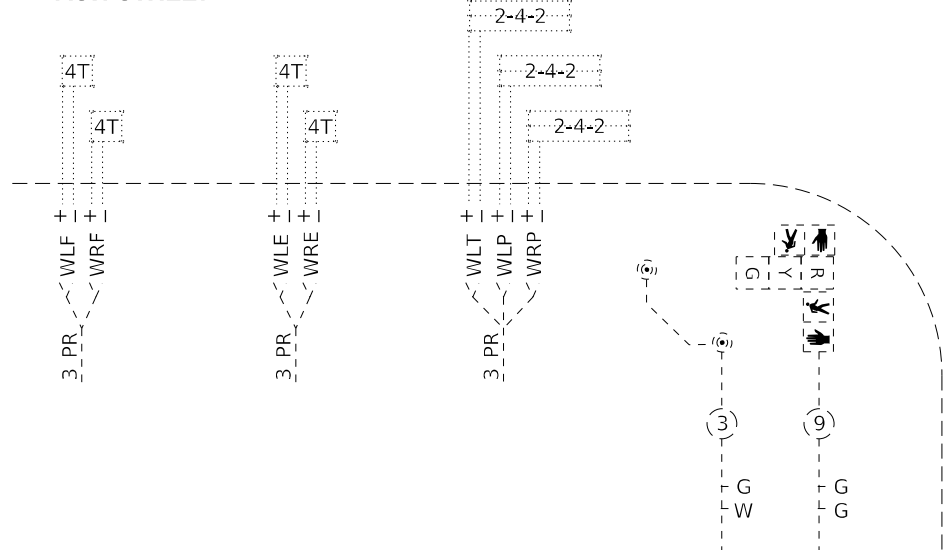 2-4-2
4T 4T 2-4-2
4T 4T 2-4-2
+ - + - + - + - + - + - + -
WLF WRF WLE WRE WLT WLP WRP
G Y R
3 PR 3 PR 3 PR
3 9
G G
W G